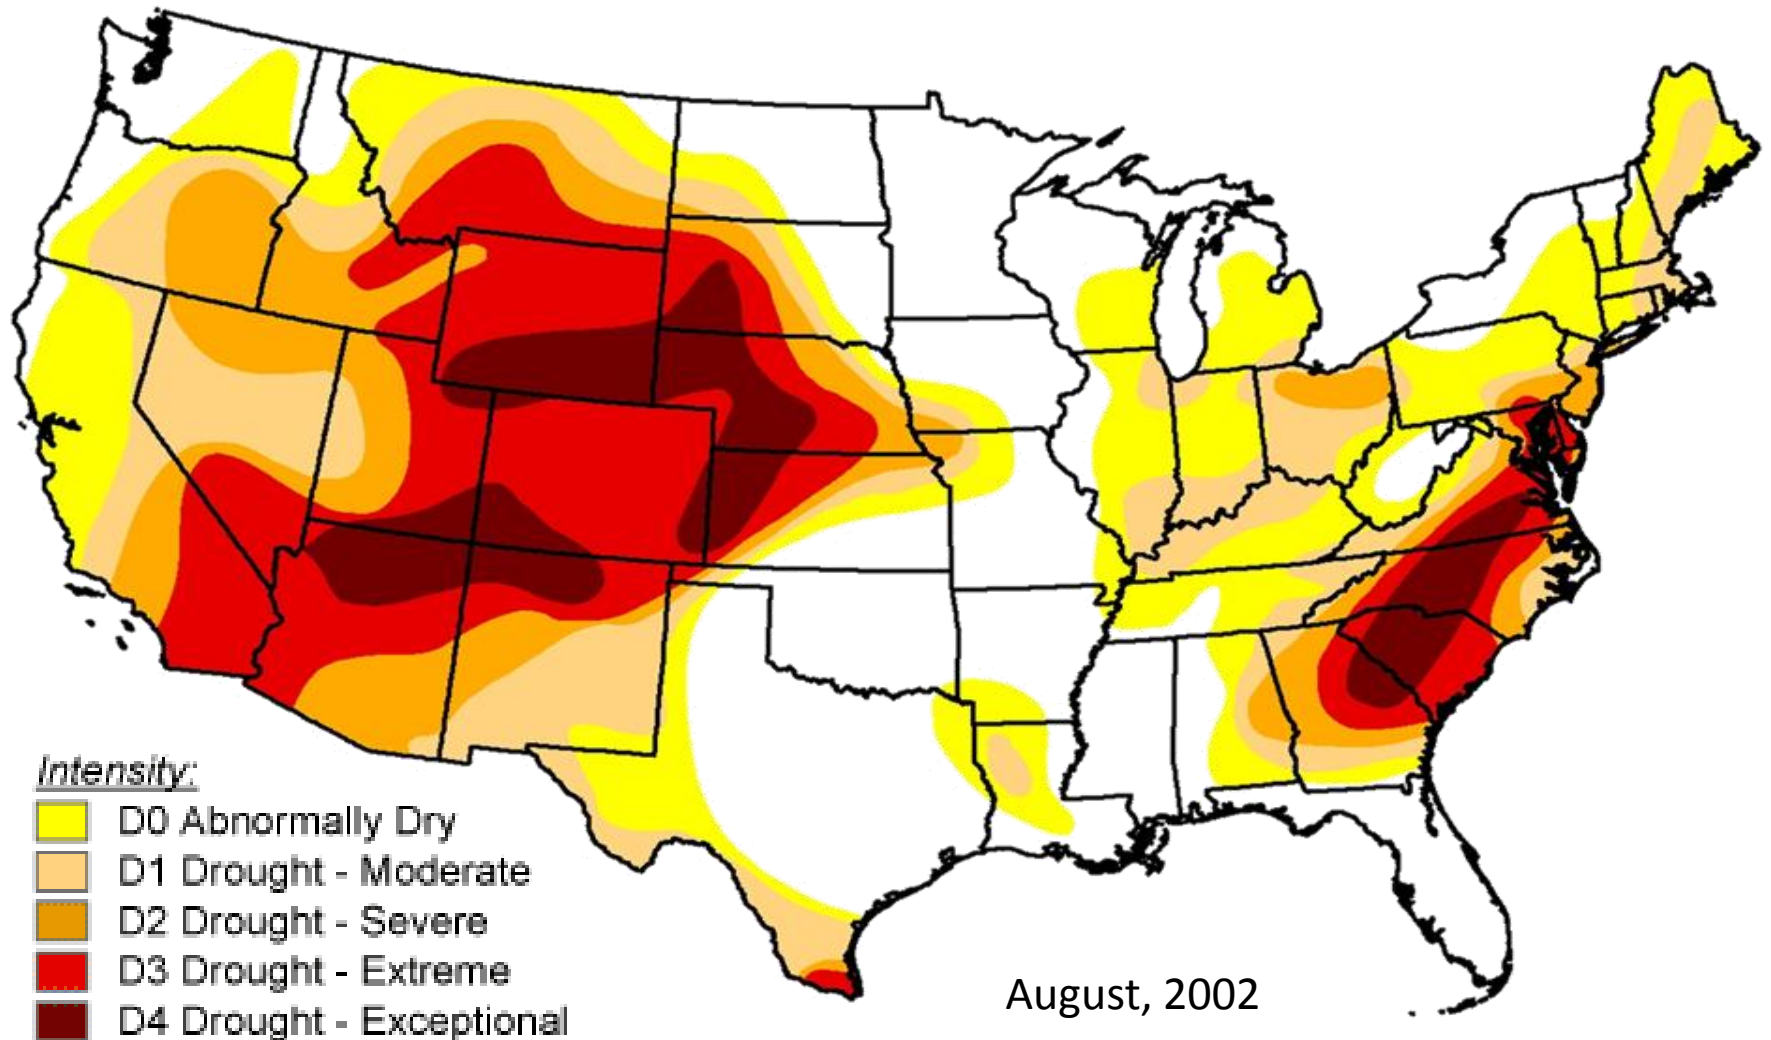 Intensity:
D0 Abnormally Dry
D1 Drought - Moderate
D2 Drought - Severe
D3 Drought - Extreme
D4 Drought - Exceptional
August, 2002